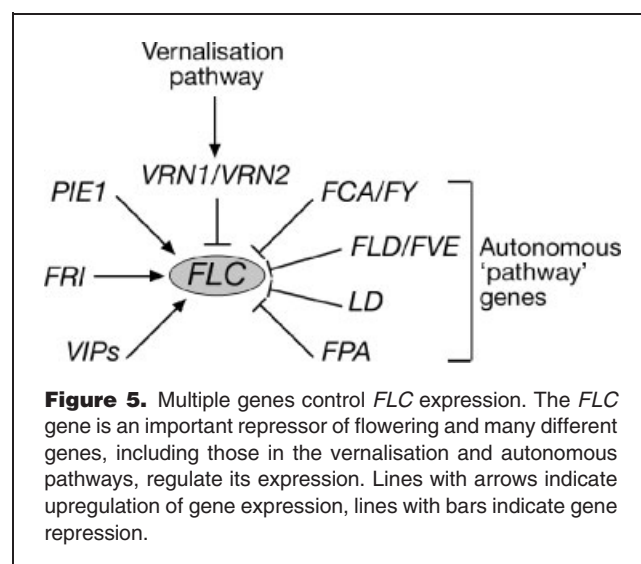 Vernalisation
pathway
VRN1/VRN2
PIE1
FCA/FY
FLD/FVE
Autonomous
FRI
FLC
'pathway'
LD
genes
VIPs
FPA
Figure 5. Multiple genes control FLC expression. The FLC
gene is an important repressor of flowering and many different
genes, including those in the vernalisation and autonomous
pathways, regulate its expression. Lines with arrows indicate
upregulation of gene expression, lines with bars indicate gene
repression.